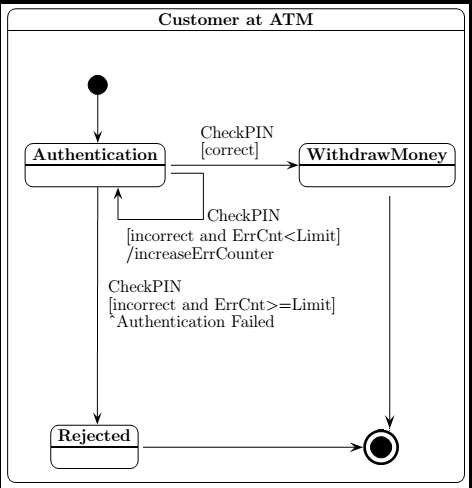 Customer at ATM
CheckPIN
[correct]
Authentication
WithdrawMoney
CheckPIN
[incorrect and ErrCnt<Limit]
/increaseErrCounter
CheckPIN
[incorrect and ErrCnt>=Limit]
^Authentication Failed
Rejected